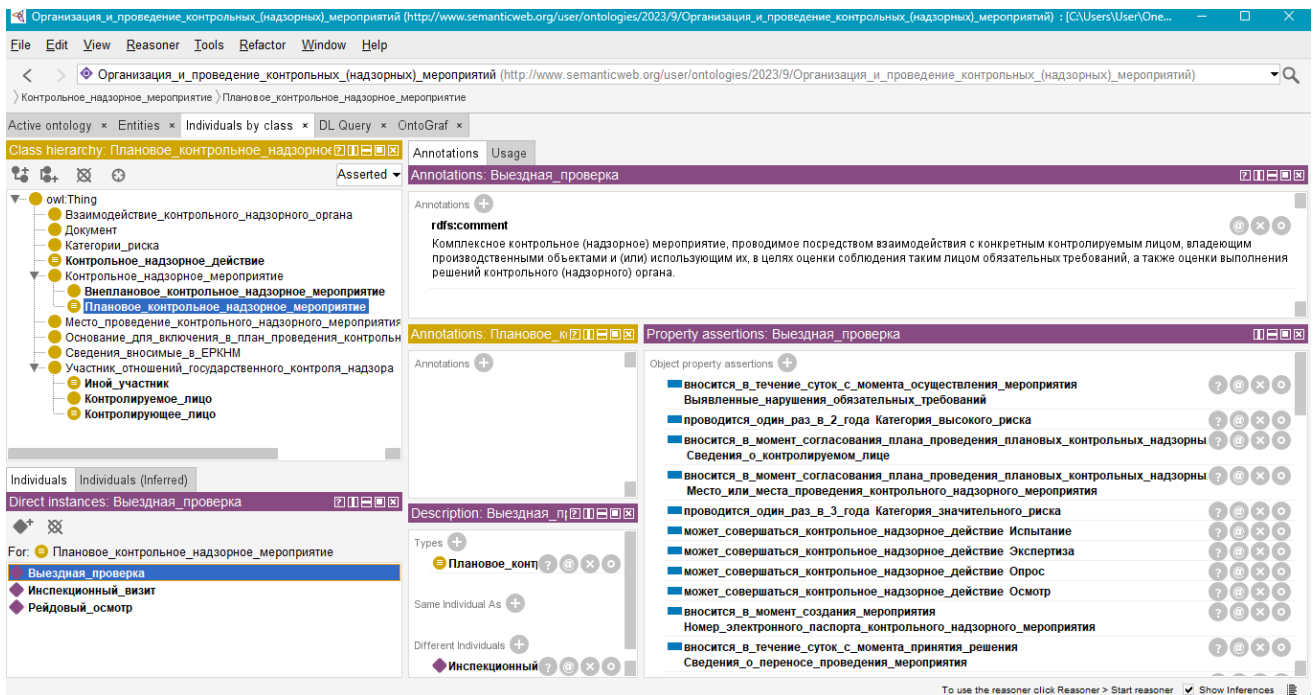 Организация_и_проведение_контрольных_(надзорных)_мероприятий (http://www.semanticweb.org/user/ontologies/2023/9/Организация_и_проведение_контрольных_(надзорных)_мероприятий) : [C:\Users\User\One...
File Edit View Reasoner Tools Refactor Window Help
Организация_и_проведение_контрольных_(надзорных)_мероприятий (http://www.semanticweb.org/user/ontologies/2023/9/Организация_и_проведение_контрольных_(надзорных)_мероприятий)
Контрольное_надзорное_мероприятие Плановое_контрольное_надзорное_мероприятие
Active ontology × Entities × Individuals by class × DL Query × OntoGraf ×
Class hierarchy: Плановое_контрольное_надзорное
Asserted
owl:Thing
Взаимодействие_контрольного_надзорного_органа
Документ
Категории_риска
Контрольное_надзорное_действие
Контрольное_надзорное_мероприятие
Внеплановое_контрольное_надзорное_мероприятие
Плановое_контрольное_надзорное_мероприятие
Место_проведение_контрольного_надзорного_мероприятия
Основание_для_включения_в_план_проведения_контрольн
Сведения_вносимые_в_ЕРКНМ
Участник_отношений_государственного_контроля_надзора
Иной_участник
Контролируемое_лицо
Контролирующее_лицо
Individuals Individuals (Inferred)
Direct instances: Выездная_проверка
For: Плановое_контрольное_надзорное_мероприятие
Выездная_проверка
Инспекционный_визит
Рейдовый_осмотр
Annotations Usage
Annotations: Выездная_проверка
Annotations
rdfs:comment
Комплексное контрольное (надзорное) мероприятие, проводимое посредством взаимодействия с конкретным контролируемым лицом, владеющим
производственными объектами и (или) использующим их, в целях оценки соблюдения таким лицом обязательных требований, а также оценки выполнения
решений контрольного (надзорного) органа.
Annotations: Плановое_к
Annotations
Description: Выездная_п
Types
Плановое_конт
Same Individual As
Different Individuals
Инспекционный
Property assertions: Выездная_проверка
Object property assertions
вносится_в_течение_суток_с_момента_осуществления_мероприятия
Выявленные_нарушения_обязательных_требований
проводится_один_раз_в_2_года Категория_высокого_риска
вносится_в_момент_согласования_плана_проведения_плановых_контрольных_надзорны
Сведения_о_контролируемом_лице
вносится_в_момент_согласования_плана_проведения_плановых_контрольных_надзорны
Место_или_места_проведения_контрольного_надзорного_мероприятия
проводится_один_раз_в_3_года Категория_значительного_риска
может_совершаться_контрольное_надзорное_действие Испытание
может_совершаться_контрольное_надзорное_действие Экспертиза
может_совершаться_контрольное_надзорное_действие Опрос
может_совершаться_контрольное_надзорное_действие Осмотр
вносится_в_момент_создания_мероприятия
Номер_электронного_паспорта_контрольного_надзорного_мероприятия
вносится_в_течение_суток_с_момента_принятия_решения
Сведения_о_переносе_проведения_мероприятия
To use the reasoner click Reasoner > Start reasoner Show Inferences